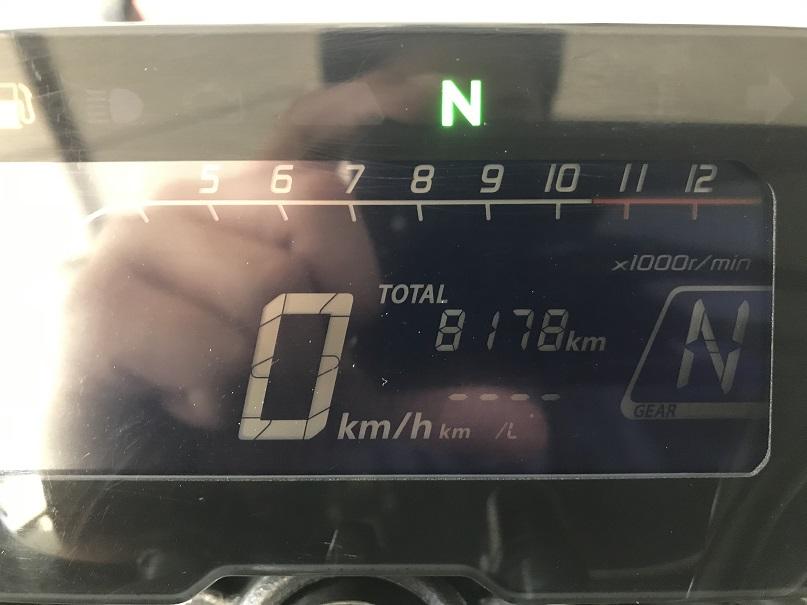 N
5 6 7 8 9 10 11 12
x1000r/min
TOTAL
8178km
N
GEAR
----
0 km/h km /L